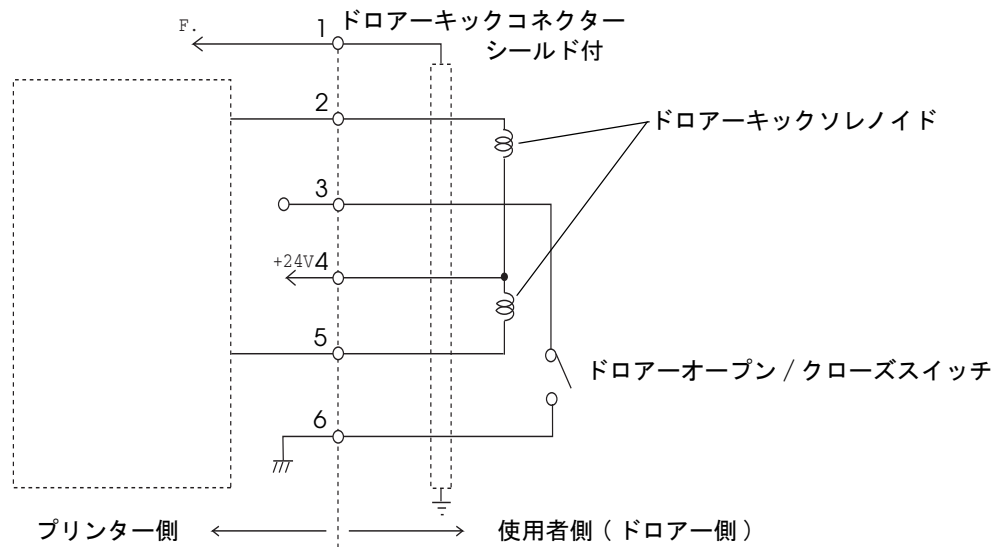 F.
1
ドロアーキックコネクター
シールド付
2
ドロアーキックソレノイド
3
+24V
4
5
ドロアーオープン / クローズスイッチ
6
プリンター側
使用者側 ( ドロアー側 )